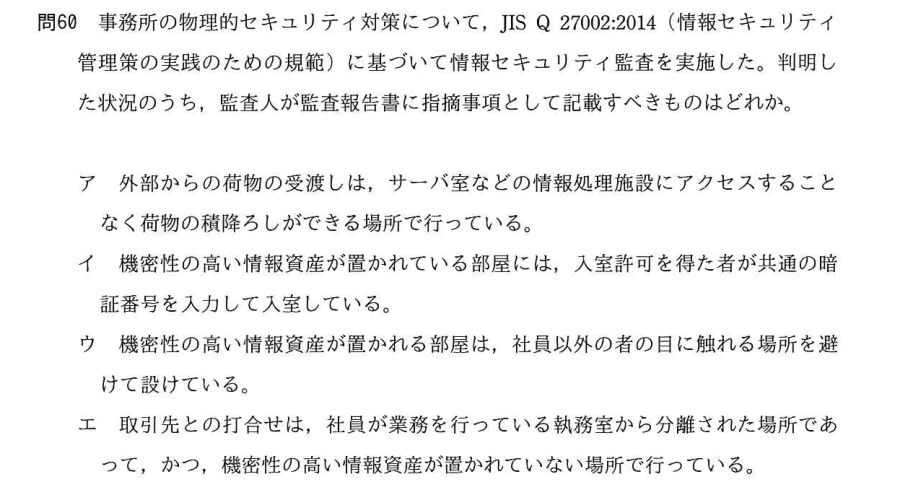 問60 事務所の物理的セキュリティ対策について，JIS Q 27002:2014（情報セキュリティ
管理策の実践のための規範）に基づいて情報セキュリティ監査を実施した。判明し
た状況のうち，監査人が監査報告書に指摘事項として記載すべきものはどれか。
ア 外部からの荷物の受渡しは，サーバ室などの情報処理施設にアクセスすること
なく荷物の積降ろしができる場所で行っている。
イ 機密性の高い情報資産が置かれている部屋には，入室許可を得た者が共通の暗
証番号を入力して入室している。
ウ 機密性の高い情報資産が置かれる部屋は，社員以外の者の目に触れる場所を避
けて設けている。
エ 取引先との打合せは，社員が業務を行っている執務室から分離された場所であ
って，かつ，機密性の高い情報資産が置かれていない場所で行っている。